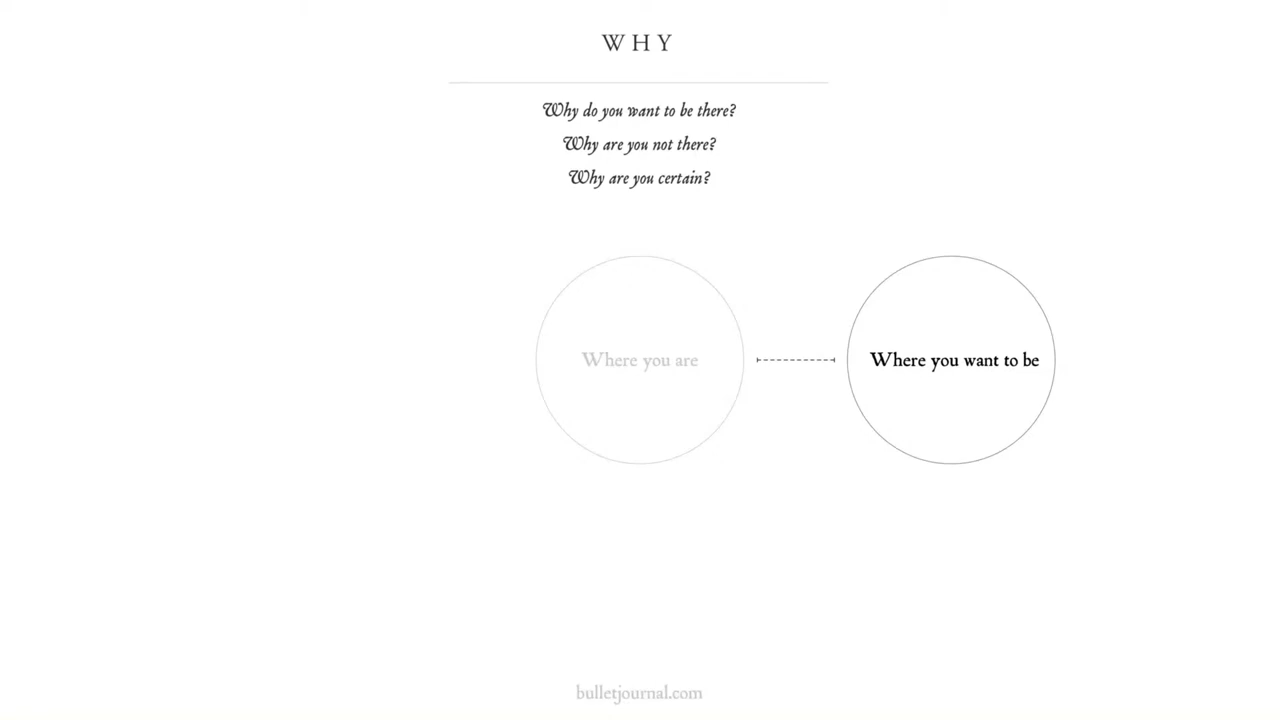 WHY
Why do you want to be there?
Why are you not there?
Why are you certain?
Where you are
Where you want to be
bulletjournal.com